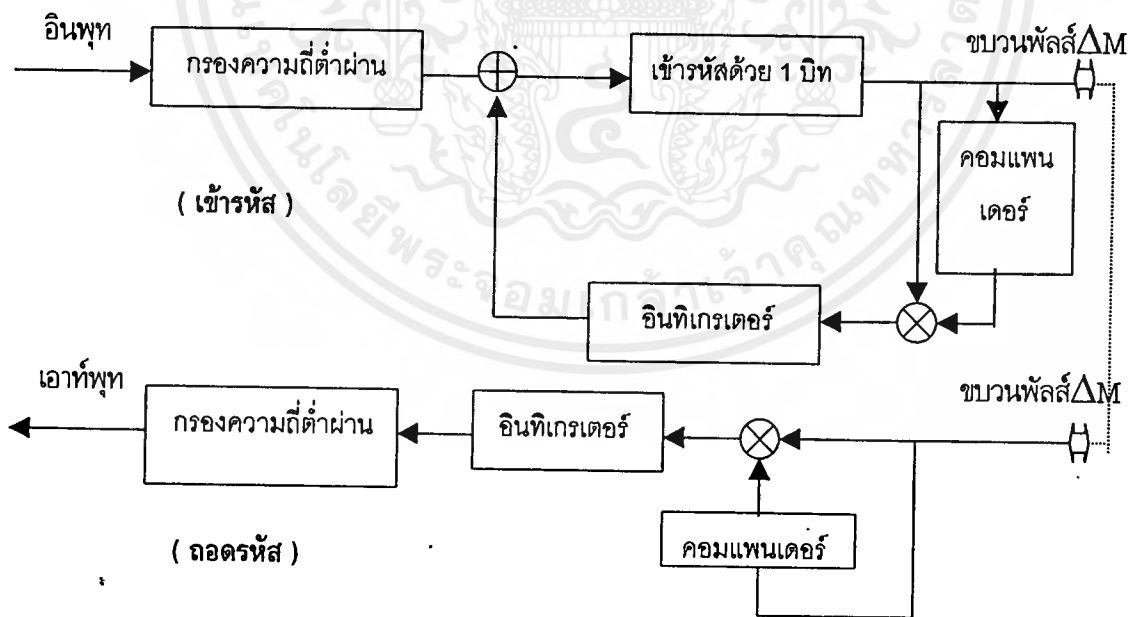 อินพุท
กรองความถี่ต่ำผ่าน
เข้ารหัสด้วย 1 บิท
ขบวนพัลส์ΔM
คอมแพน
เดอร์
( เข้ารหัส )
อินทิเกรเตอร์
เอาท์พุท
กรองความถี่ต่ำผ่าน
อินทิเกรเตอร์
ขบวนพัลส์ΔM
คอมแพนเดอร์
( ถอดรหัส )